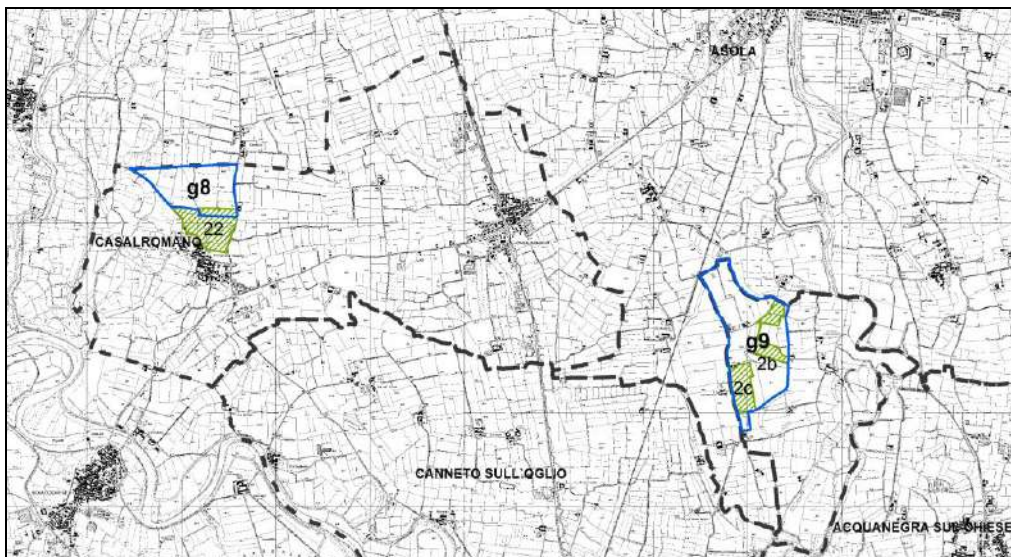 ASOLA
g8
22
CASALROMANO
g9
2b
2c
CANNETO SULL'OGLIO
ACQUANEGRA SUL CHIESE